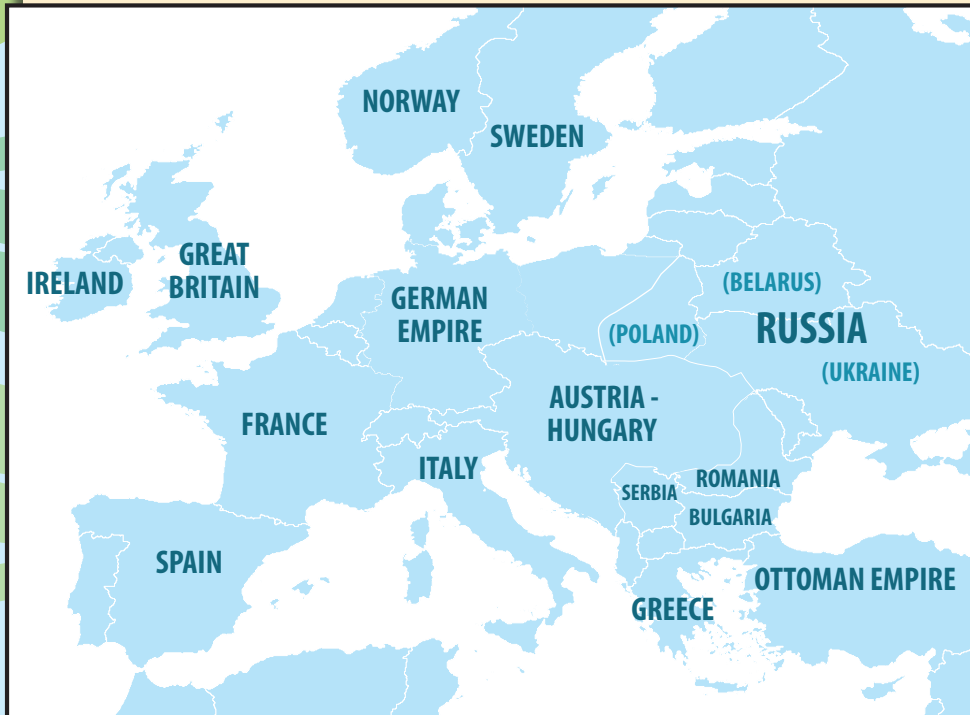 NORWAY
SWEDEN
GREAT
BRITAIN
IRELAND
GERMAN
EMPIRE
(BELARUS)
(POLAND)
RUSSIA
(UKRAINE)
AUSTRIA -
HUNGARY
FRANCE
ITALY
SERBIA
ROMANIA
BULGARIA
SPAIN
OTTOMAN EMPIRE
GREECE